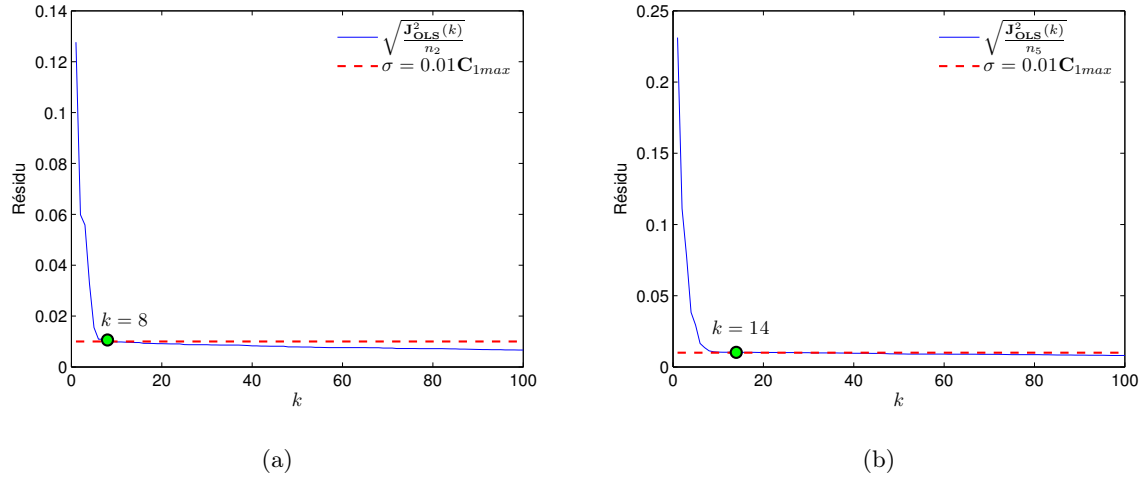 0.14
0.12
0.1
0.08
0.06
0.04
0.02
0
0 20 40 60 80 100
Résidu
k
k = 8
√(J²_OLS(k)/n₂)
σ = 0.01C₁max
(a)
0.25
0.2
0.15
0.1
0.05
0
0 20 40 60 80 100
Résidu
k
k = 14
√(J²_OLS(k)/n₅)
σ = 0.01C₁max
(b)